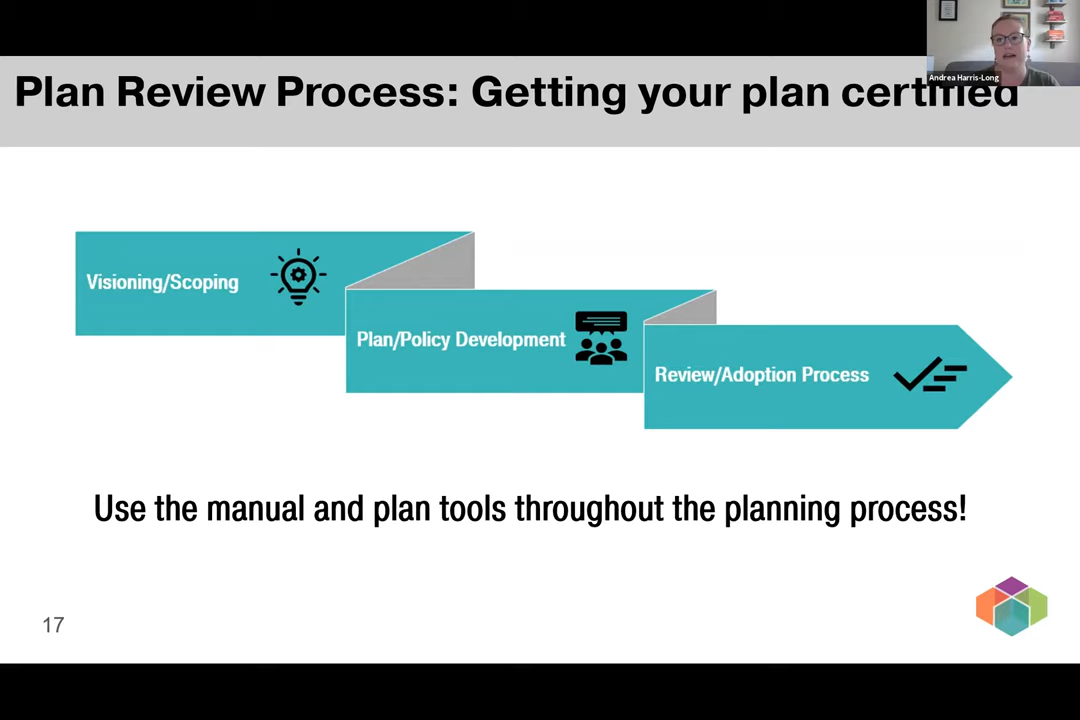 Andrea Harris-Long
Plan Review Process: Getting your plan certified
Visioning/Scoping
Plan/Policy Development
Review/Adoption Process
Use the manual and plan tools throughout the planning process!
17